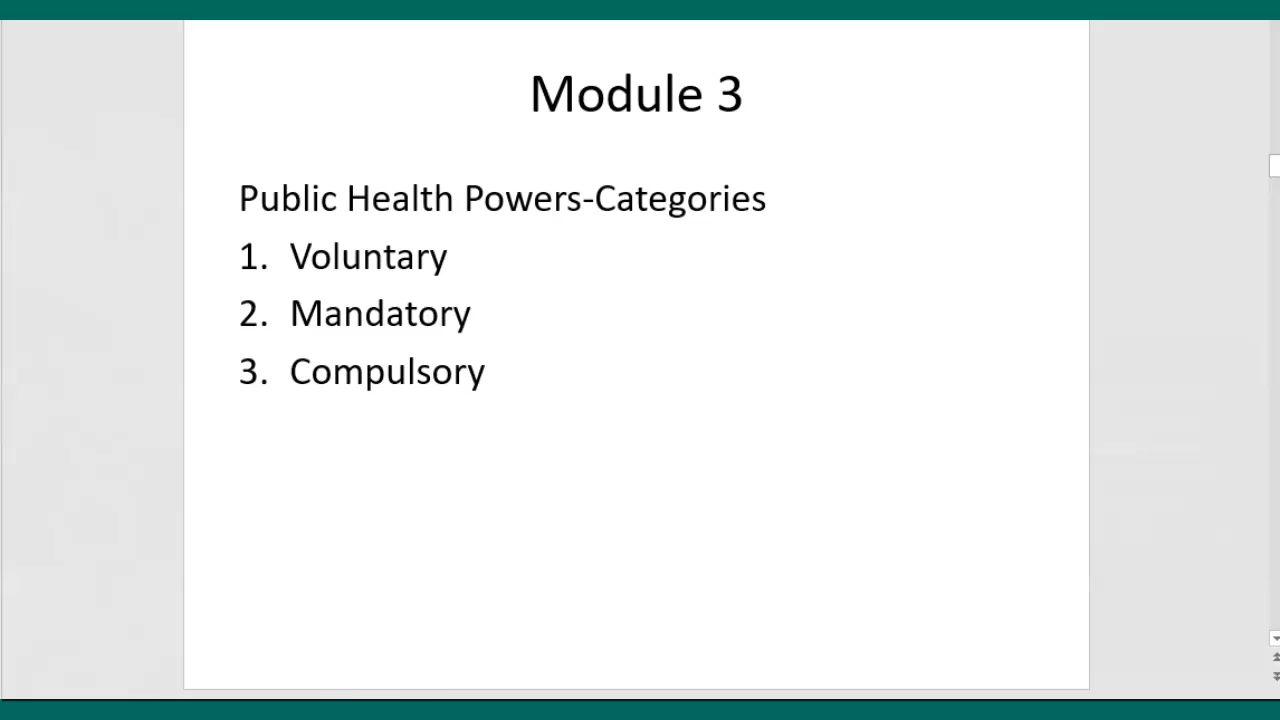 Module 3
Public Health Powers-Categories
1. Voluntary
2. Mandatory
3. Compulsory